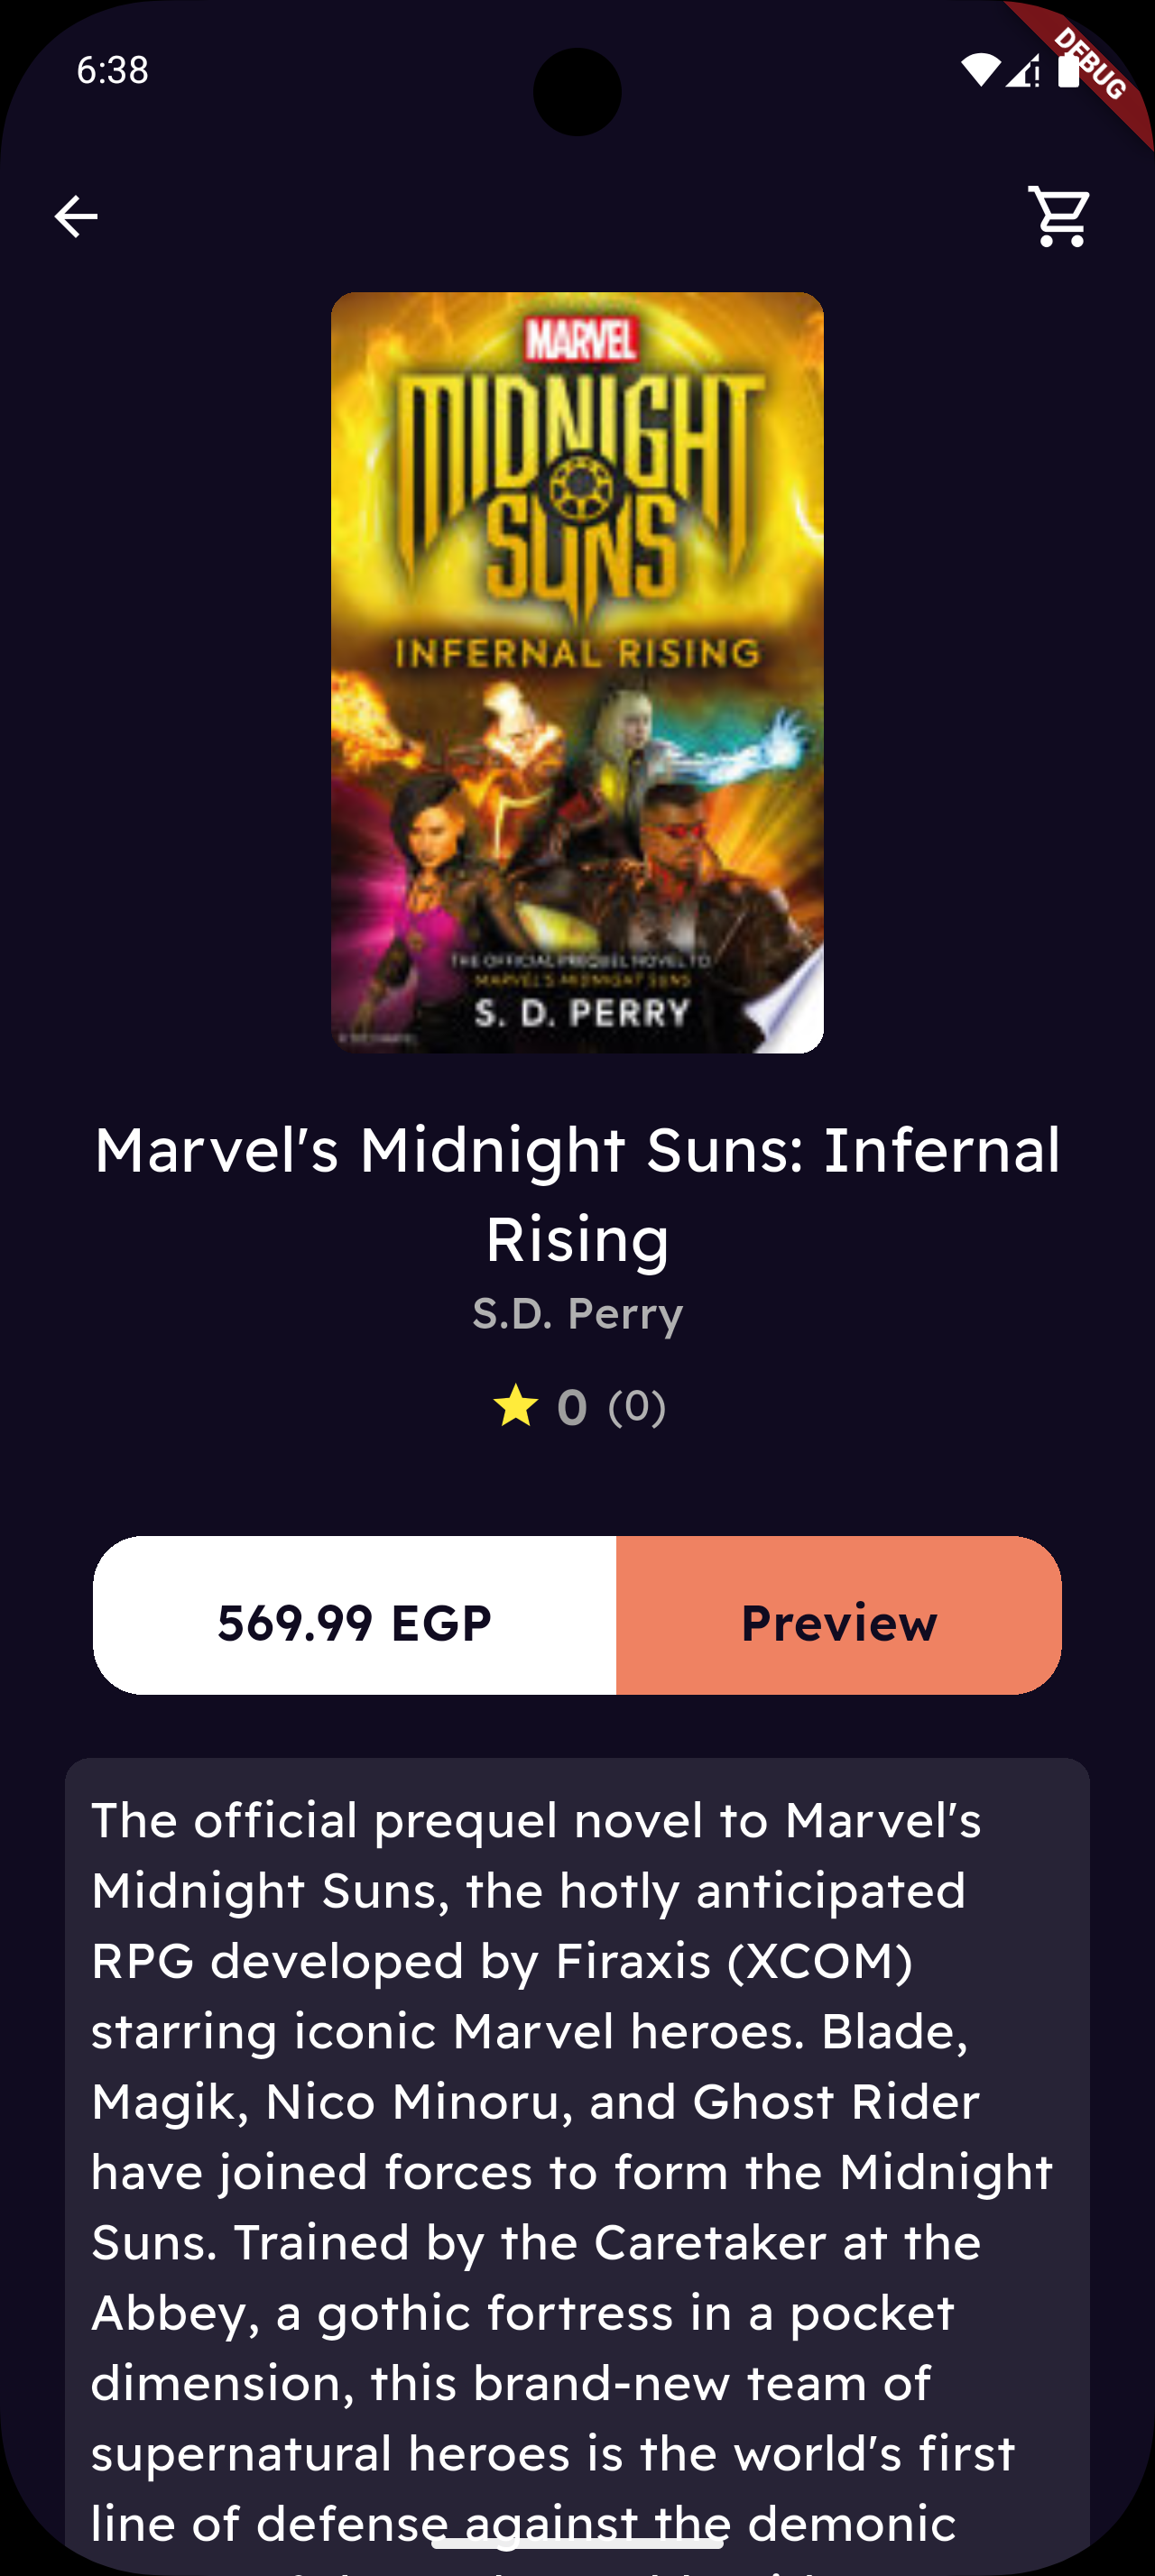 6:38
DEBUG
MARVEL
MIDNIGHT
SUNS
INFERNAL RISING
THE OFFICIAL PREQUEL NOVEL TO
MARVEL'S MIDNIGHT SUNS
S. D. PERRY
Marvel's Midnight Suns: Infernal
Rising
S.D. Perry
0 (0)
569.99 EGP
Preview
The official prequel novel to Marvel's
Midnight Suns, the hotly anticipated
RPG developed by Firaxis (XCOM)
starring iconic Marvel heroes. Blade,
Magik, Nico Minoru, and Ghost Rider
have joined forces to form the Midnight
Suns. Trained by the Caretaker at the
Abbey, a gothic fortress in a pocket
dimension, this brand-new team of
supernatural heroes is the world's first
line of defense against the demonic